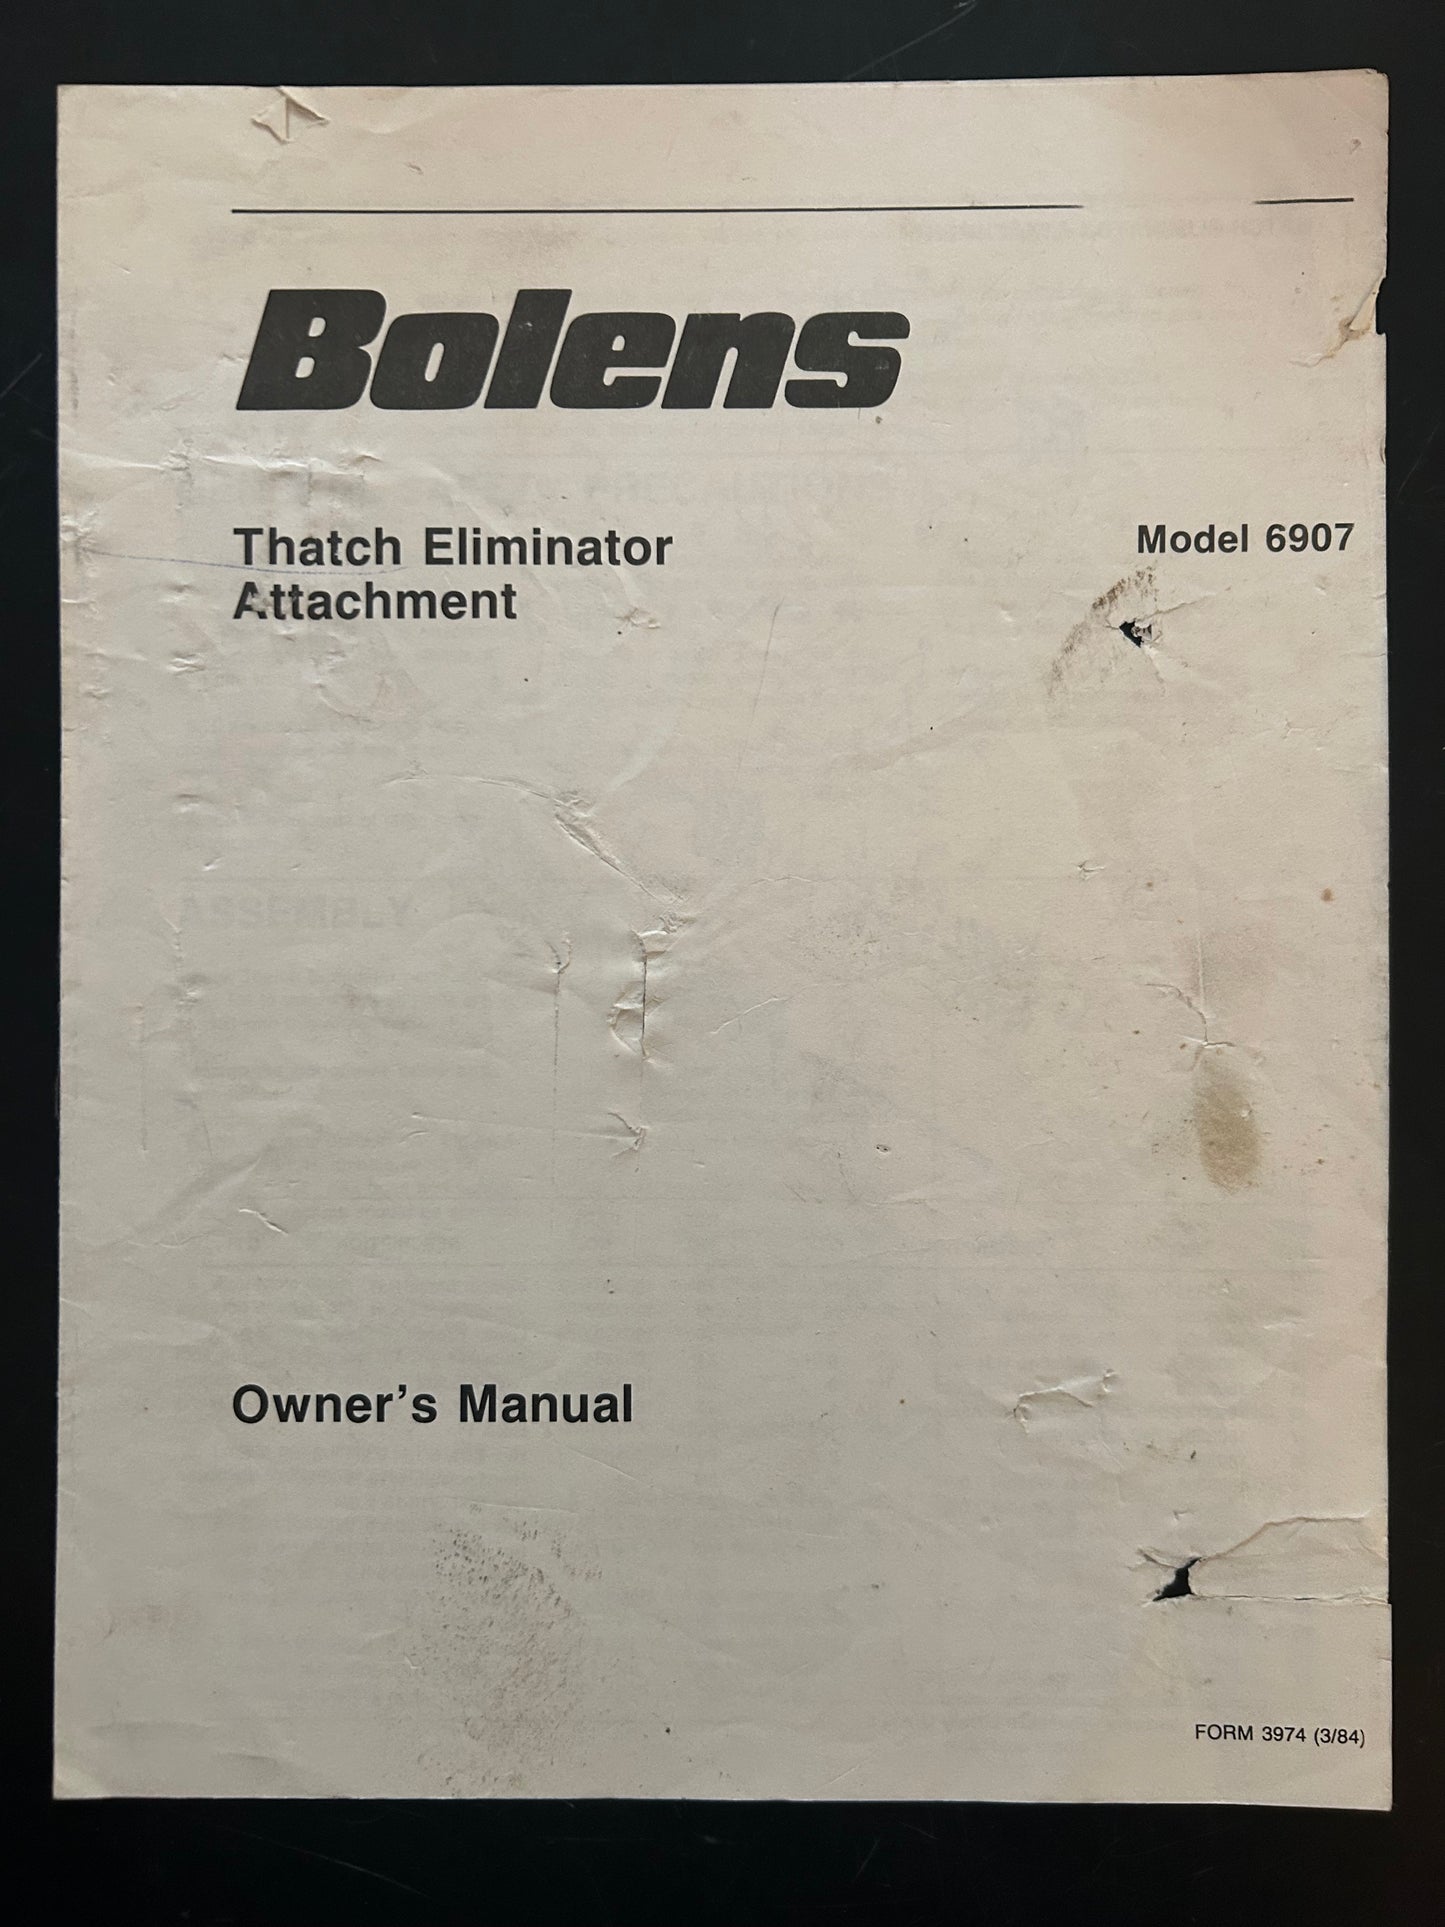 Bolens
Thatch Eliminator
Attachment
Model 6907
Owner's Manual
FORM 3974 (3/84)